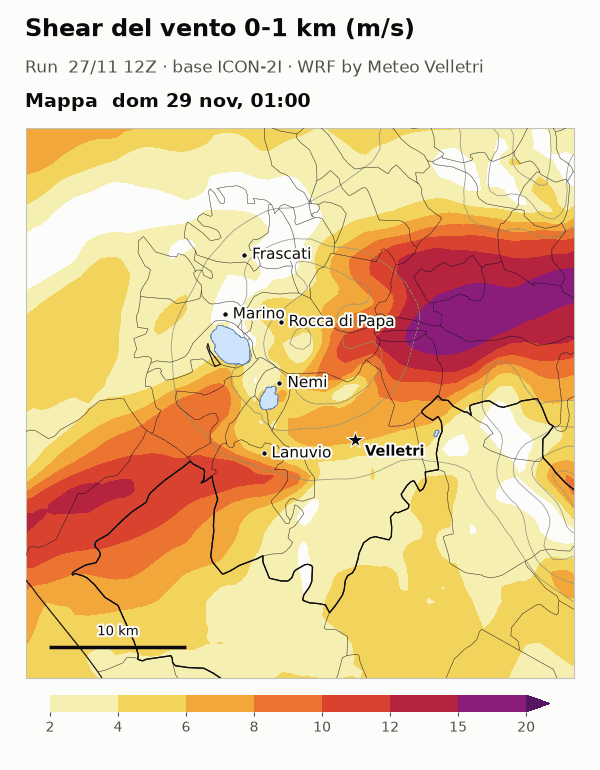 Shear del vento 0-1 km (m/s)
Run 27/11 12Z · base ICON-2I · WRF by Meteo Velletri
Mappa dom 29 nov, 01:00
Frascati
Marino
Rocca di Papa
Nemi
Velletri
Lanuvio
10 km
2 4 6 8 10 12 15 20